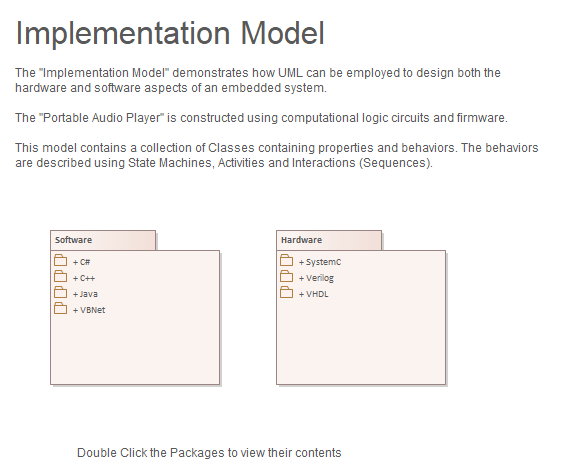 Implementation Model
The "Implementation Model" demonstrates how UML can be employed to design both the
hardware and software aspects of an embedded system.
The "Portable Audio Player" is constructed using computational logic circuits and firmware.
This model contains a collection of Classes containing properties and behaviors. The behaviors
are described using State Machines, Activities and Interactions (Sequences).
Software
+ C#
+ C++
+ Java
+ VBNet
Hardware
+ SystemC
+ Verilog
+ VHDL
Double Click the Packages to view their contents